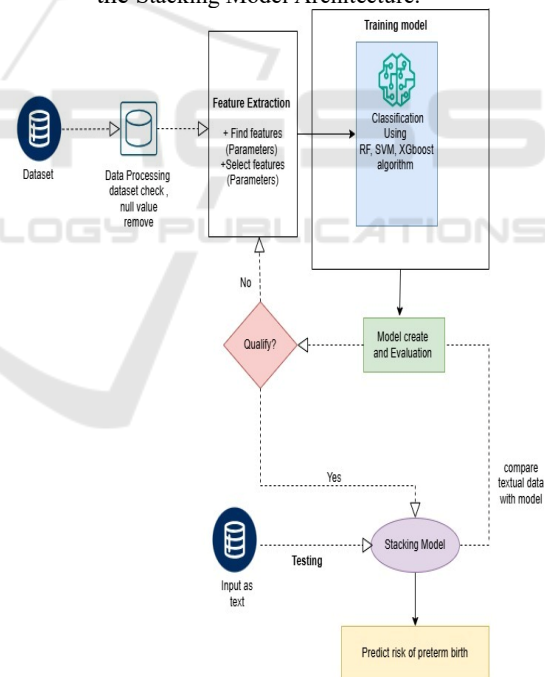 the Stacking Model Architecture.
Training model
Feature Extraction
+ Find features
(Parameters)
+Select features
(Parameters)
Classification
Using
RF, SVM, XGboost
algorithm
Dataset
Data Processing
dataset check ,
null value
remove
LOGY PUBLICATIONS
No
Qualify?
Model create
and Evaluation
Yes
compare
textual data
with model
Stacking Model
Testing
Input as
text
Predict risk of preterm birth